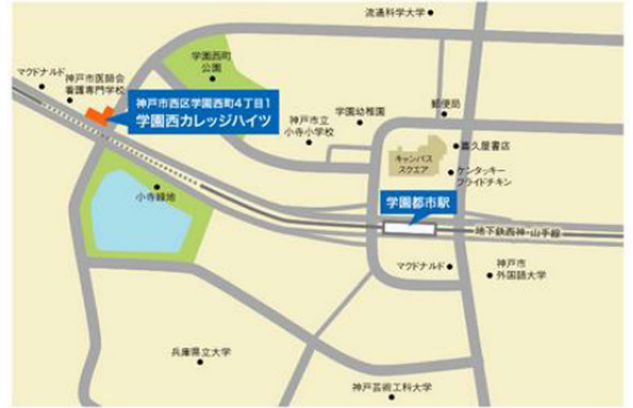 流通科学大学
学園西町
公園
マクドナルド
神戸市医師会
看護専門学校
神戸市西区学園西町4丁目1
学園西カレッジハイツ
神戸市立
小寺小学校
学園幼稚園
郵便局
喜久屋書店
キャンパス
スクエア
ケンタッキー
フライドチキン
小寺緑地
学園都市駅
地下鉄西神・山手線
マクドナルド
神戸市
外国語大学
兵庫県立大学
神戸芸術工科大学